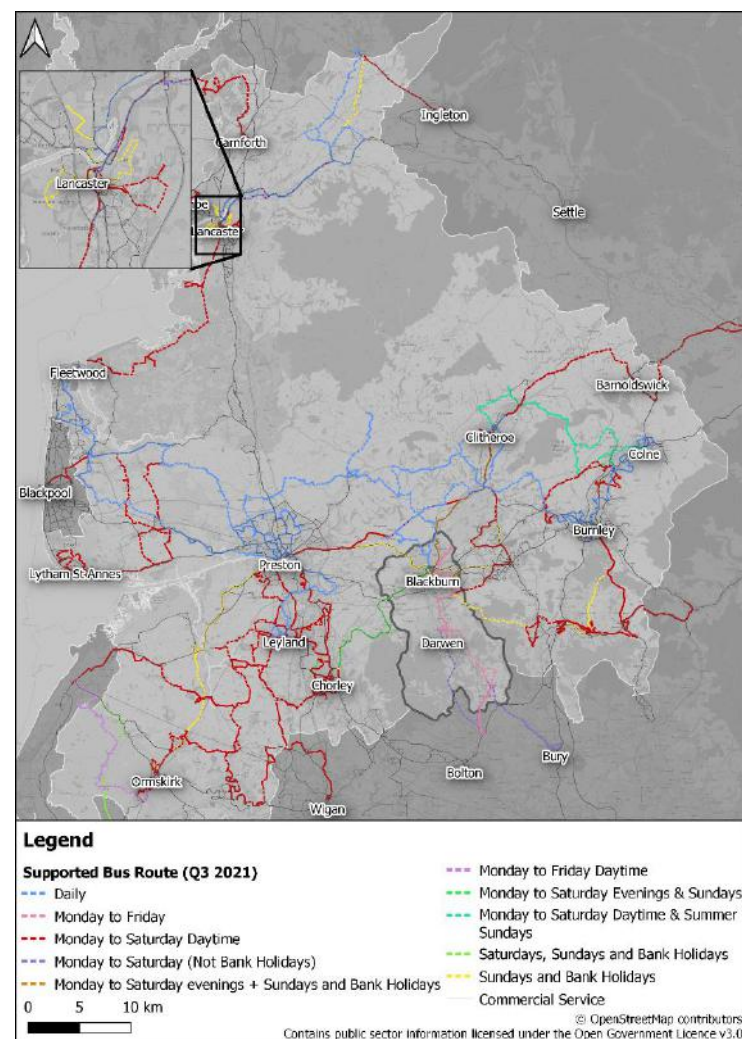 Ingleton
Carnforth
Settle
Lancaster
Lancaster
Fleetwood
Barnoldswick
Clitheroe
Colne
Blackpool
Burnley
Preston
Lytham St Annes
Blackburn
Leyland
Darwen
Chorley
Ormskirk
Bury
Bolton
Wigan
Legend
Supported Bus Route (Q3 2021)
Daily
Monday to Friday
Monday to Saturday Daytime
Monday to Saturday (Not Bank Holidays)
Monday to Saturday evenings + Sundays and Bank Holidays
Monday to Friday Daytime
Monday to Saturday Evenings & Sundays
Monday to Saturday Daytime & Summer
Sundays
Saturdays, Sundays and Bank Holidays
Sundays and Bank Holidays
Commercial Service
0 5 10 km
© OpenStreetMap contributors
Contains public sector information licensed under the Open Government Licence v3.0